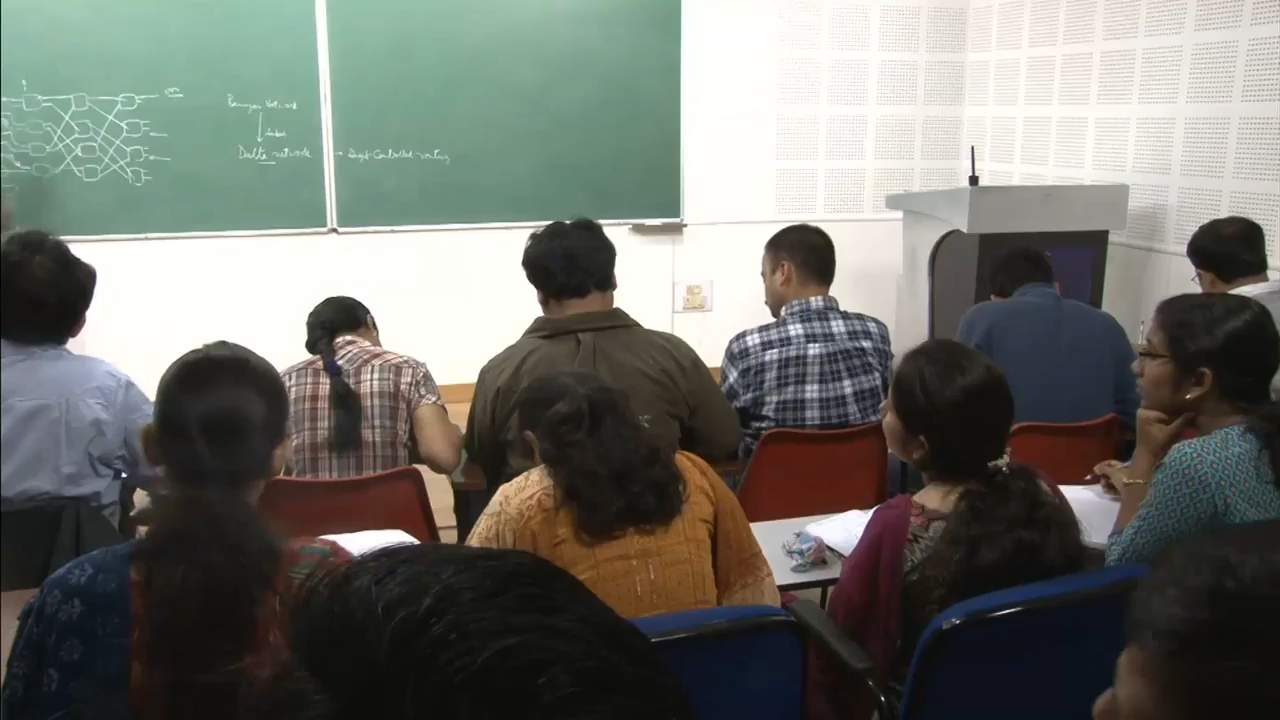 Banyan Network
Delta network → Digit-Controlled routing